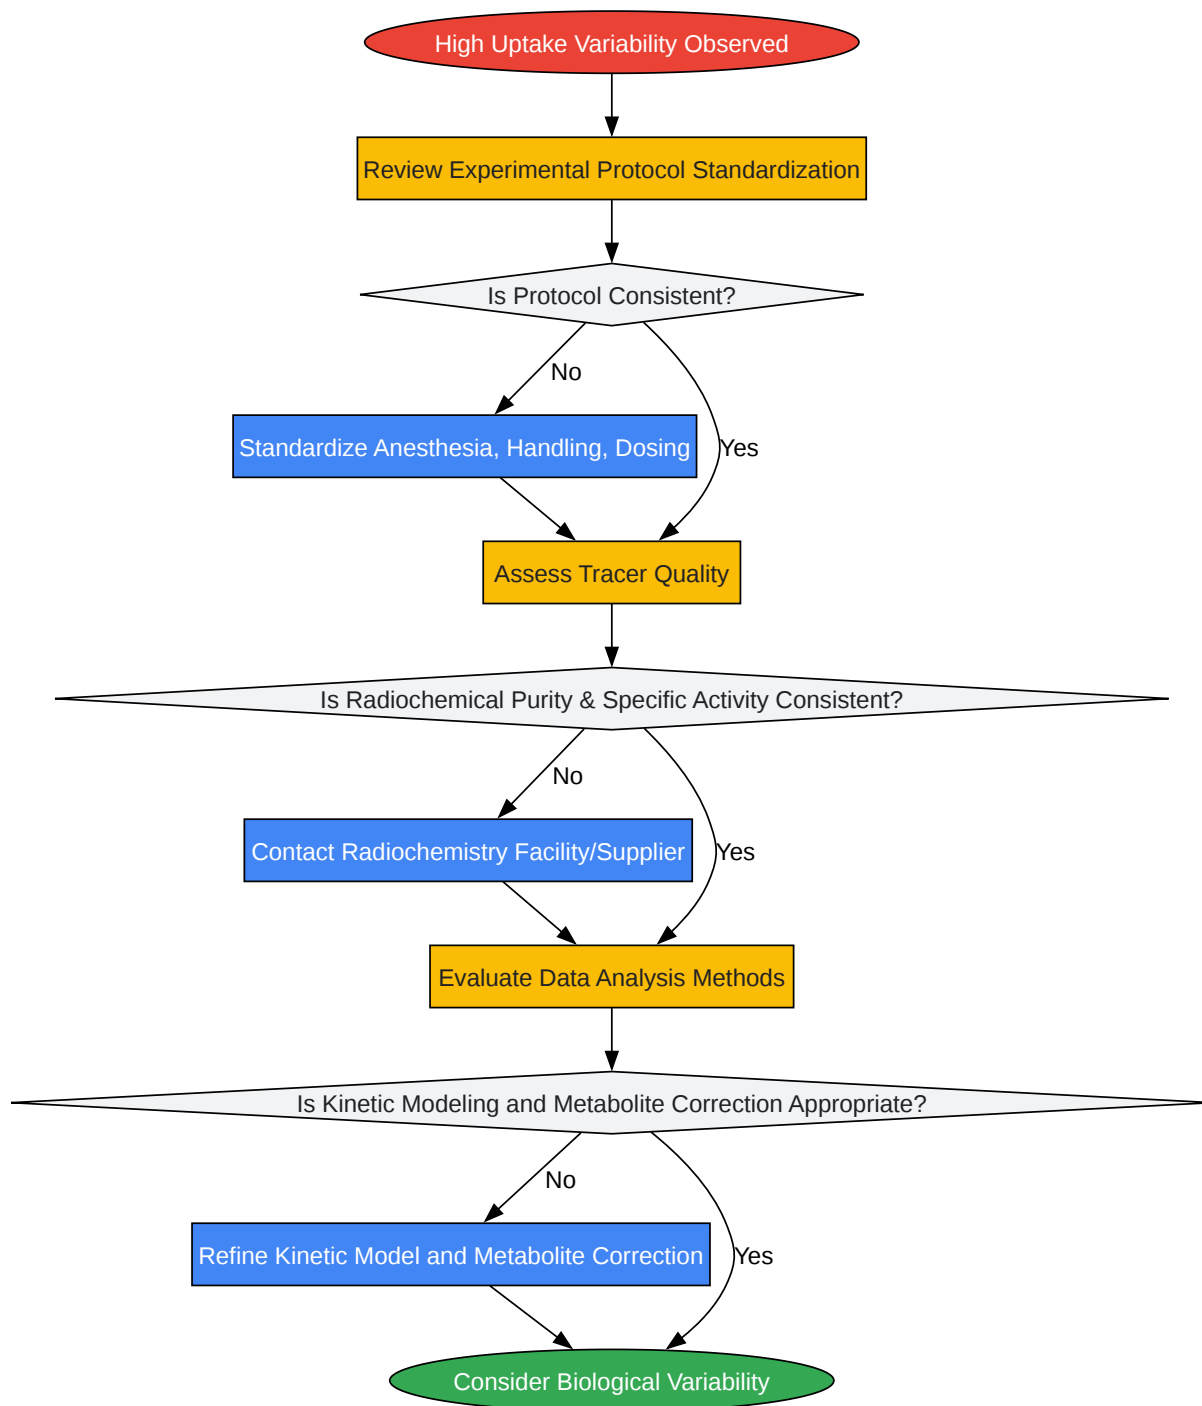 High Uptake Variability Observed
Review Experimental Protocol Standardization
Is Protocol Consistent?
No
Standardize Anesthesia, Handling, Dosing
Yes
Assess Tracer Quality
Is Radiochemical Purity & Specific Activity Consistent?
No
Contact Radiochemistry Facility/Supplier
Yes
Evaluate Data Analysis Methods
Is Kinetic Modeling and Metabolite Correction Appropriate?
No
Refine Kinetic Model and Metabolite Correction
Yes
Consider Biological Variability